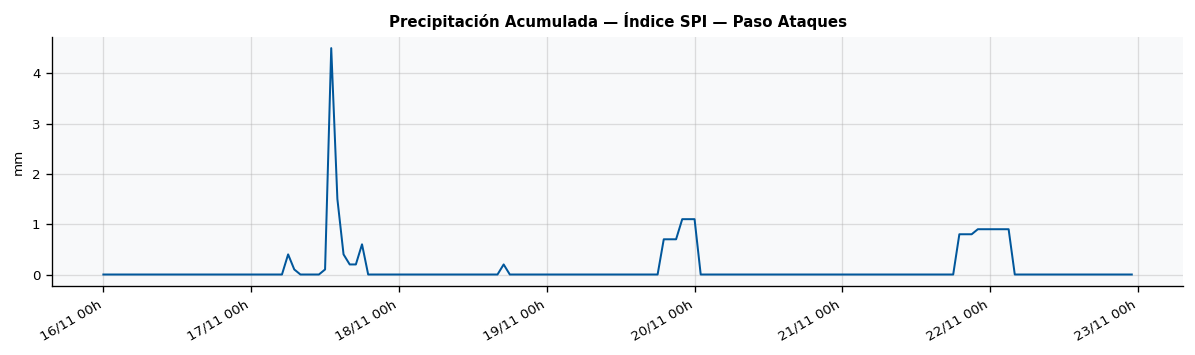 Precipitación Acumulada — Índice SPI — Paso Ataques
mm
4
3
2
1
0
16/11 00h
17/11 00h
18/11 00h
19/11 00h
20/11 00h
21/11 00h
22/11 00h
23/11 00h